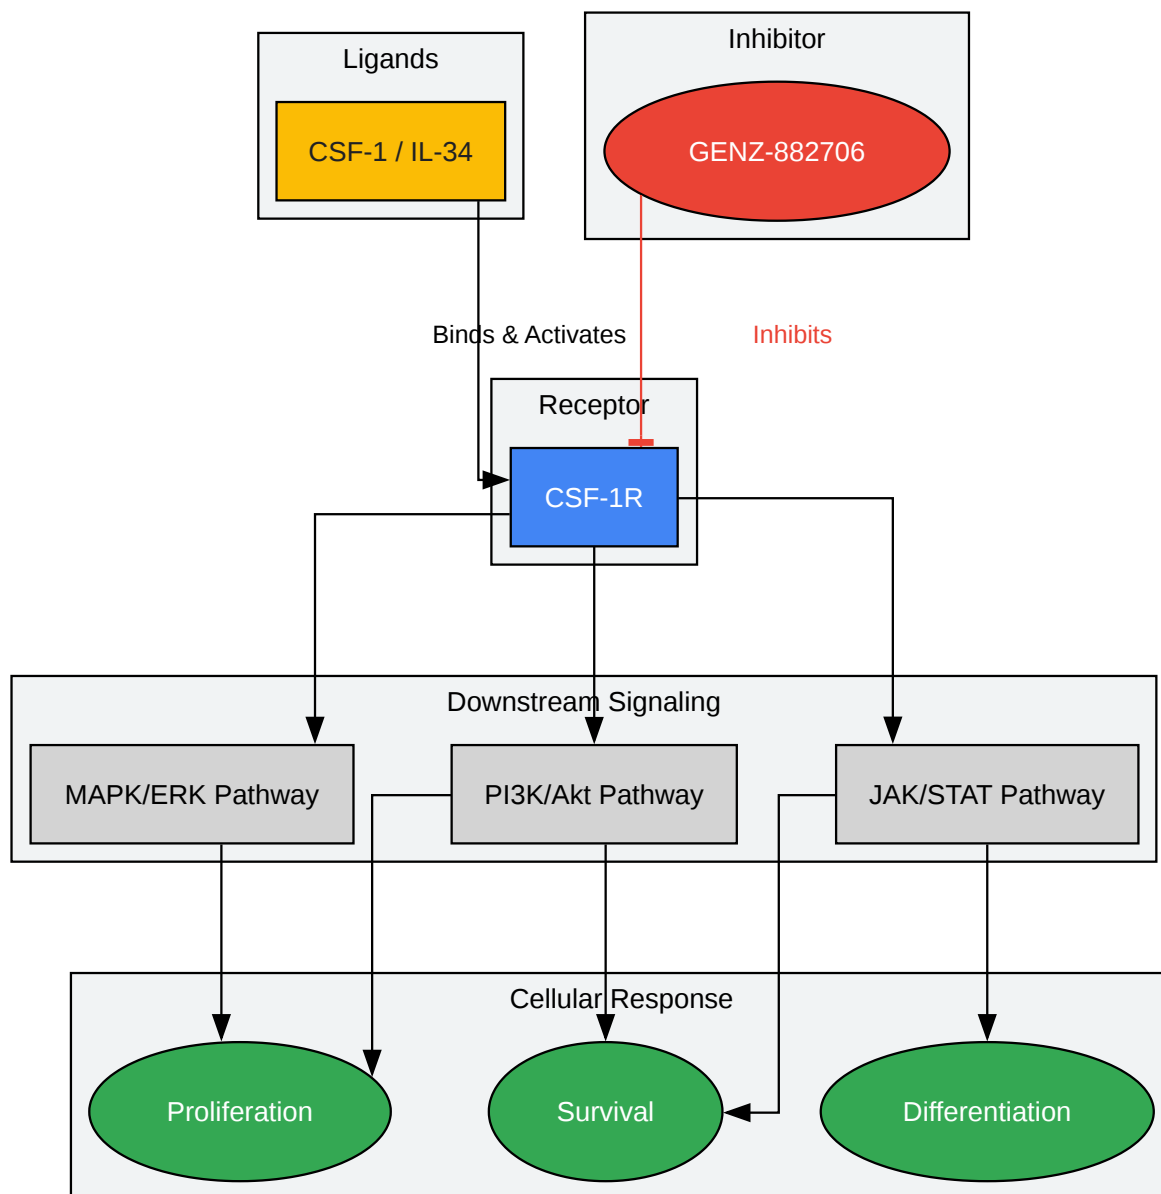 Inhibitor
Ligands
CSF-1 / IL-34
GENZ-882706
Binds & Activates
Inhibits
Receptor
CSF-1R
Downstream Signaling
MAPK/ERK Pathway
PI3K/Akt Pathway
JAK/STAT Pathway
Cellular Response
Proliferation
Survival
Differentiation